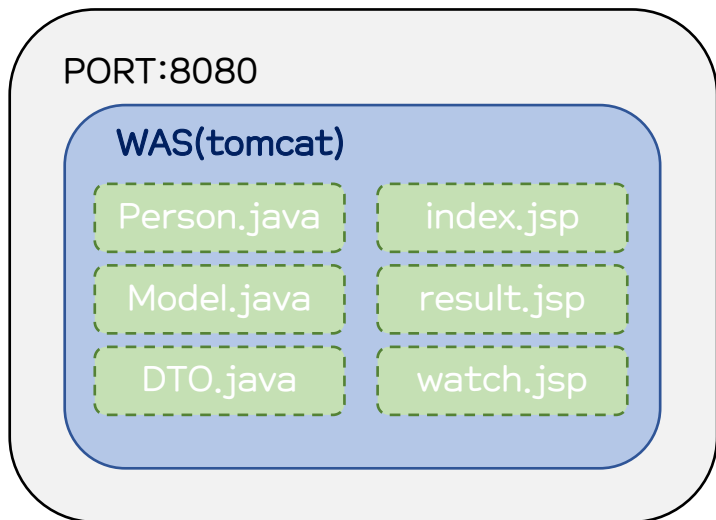 PORT:8080
WAS(tomcat)
Person.java
index.jsp
Model.java
result.jsp
DTO.java
watch.jsp